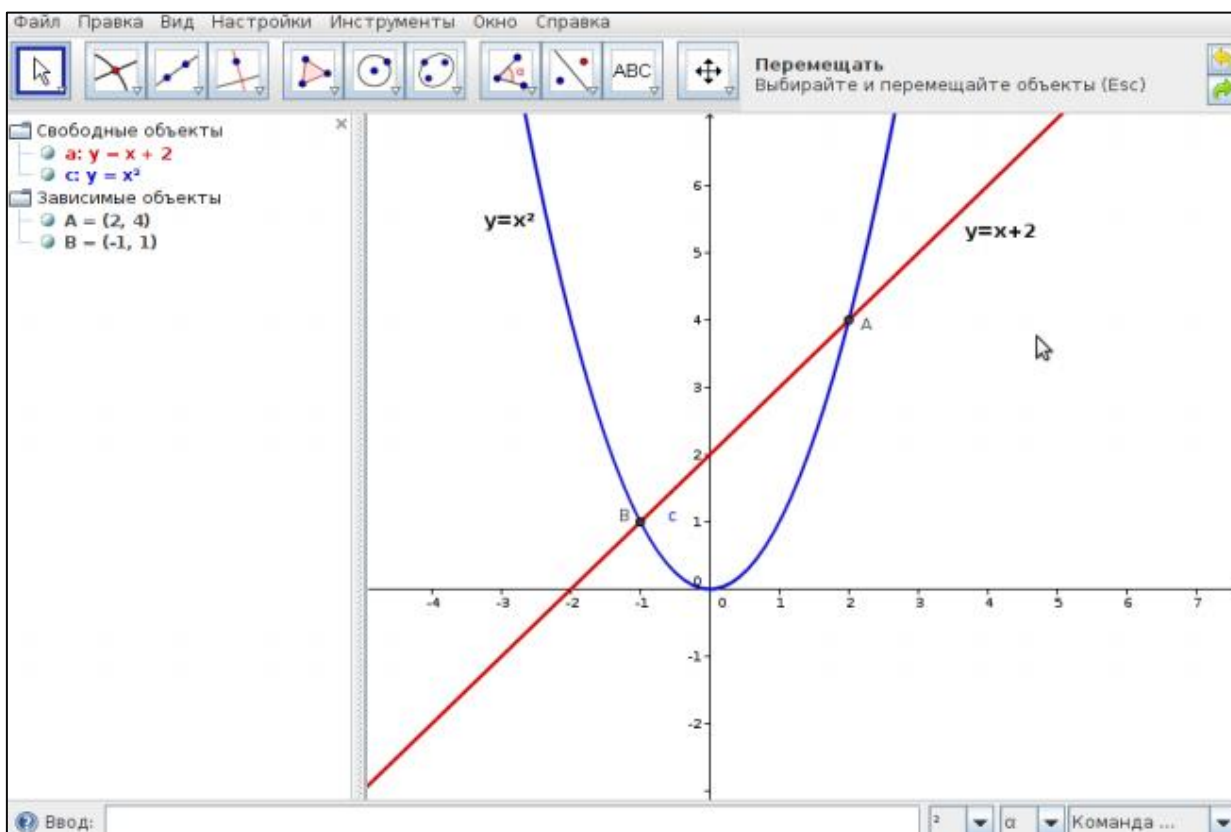 Файл Правка Вид Настройки Инструменты Окно Справка
ABC
α
Перемещать
Выбирайте и перемещайте объекты (Esc)
Свободные объекты
a: y = x + 2
c: y = x²
Зависимые объекты
A = (2, 4)
B = (-1, 1)
y=x²
y=x+2
A
B
c
6
5
4
3
2
1
0
-4 -3 -2 -1 0 1 2 3 4 5 6 7
-1
-2
Ввод:
² α Команда ...